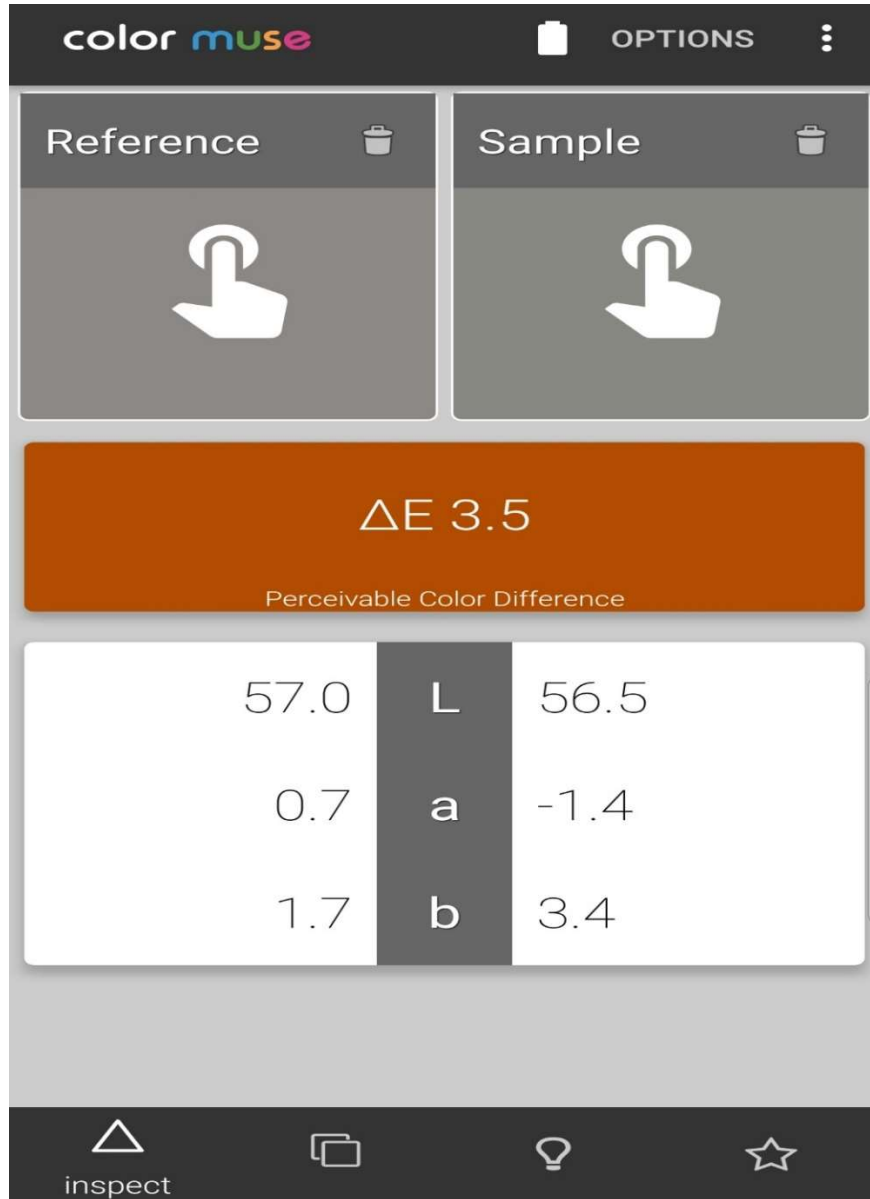 color muse OPTIONS
Reference Sample
ΔE 3.5
Perceivable Color Difference
57.0 L 56.5
0.7 a -1.4
1.7 b 3.4
inspect